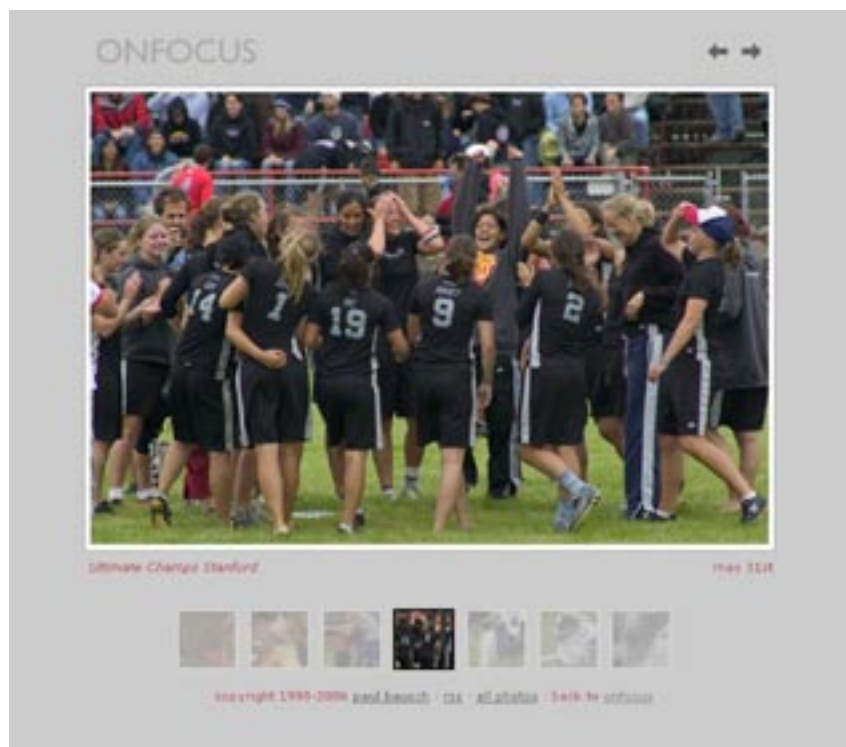 ONFOCUS
14
1
19
9
2
Ultimate Champs Stanford
may 31st
copyright 1998-2006 paul bausch · rss · all photos · back to onfocus